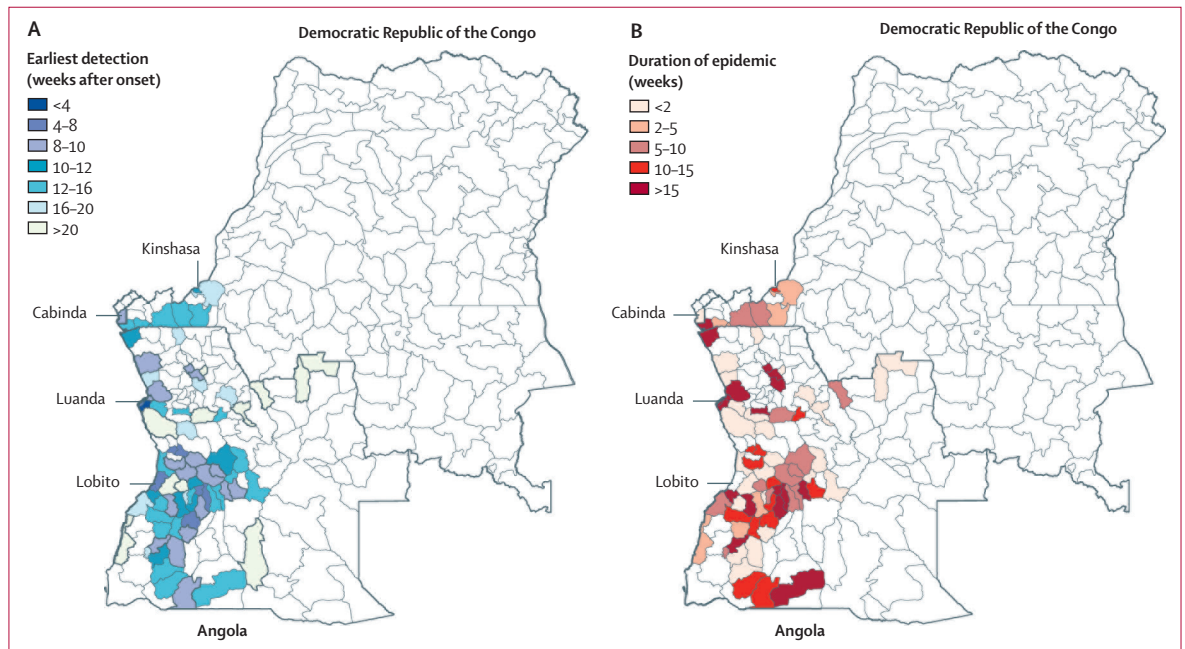 A
Democratic Republic of the Congo
Earliest detection
(weeks after onset)
<4
4–8
8–10
10–12
12–16
16–20
>20
Kinshasa
Cabinda
Luanda
Lobito
Angola
B
Democratic Republic of the Congo
Duration of epidemic
(weeks)
<2
2–5
5–10
10–15
>15
Kinshasa
Cabinda
Luanda
Lobito
Angola